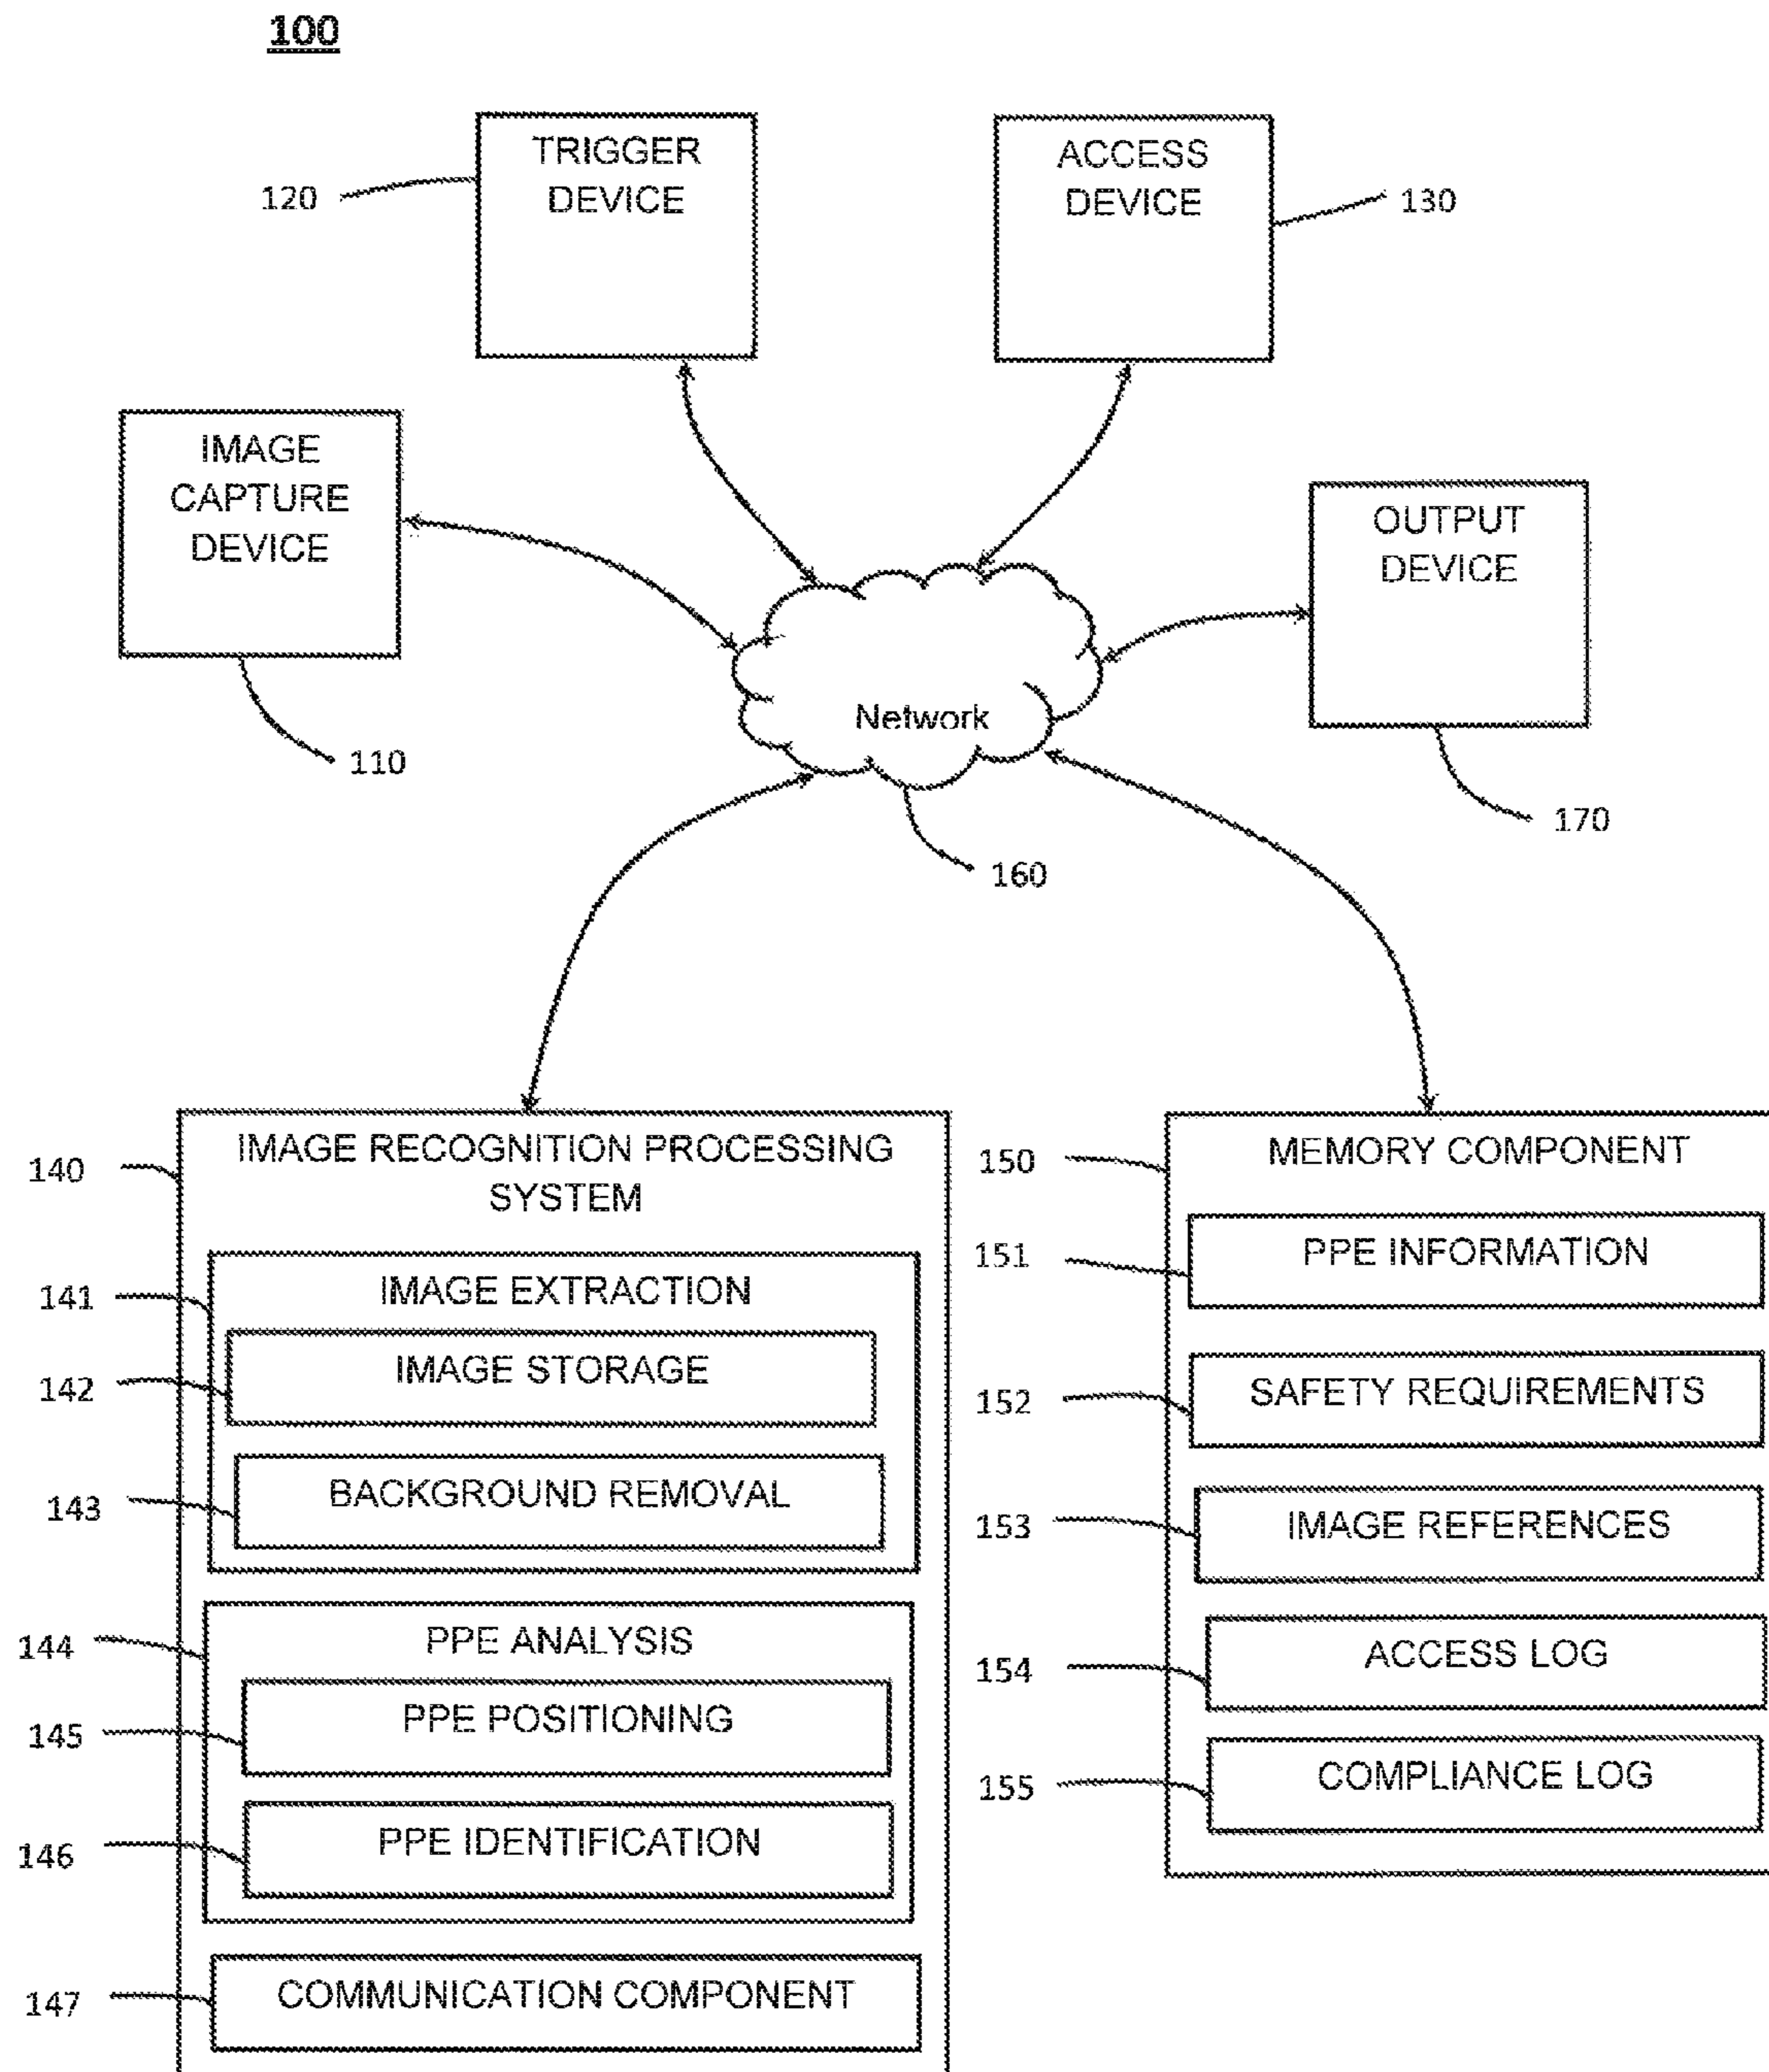 100
TRIGGER
DEVICE
120
ACCESS
DEVICE
130
IMAGE
CAPTURE
DEVICE
110
OUTPUT
DEVICE
170
Network
160
140
IMAGE RECOGNITION PROCESSING
SYSTEM
141
IMAGE EXTRACTION
142
IMAGE STORAGE
143
BACKGROUND REMOVAL
144
PPE ANALYSIS
145
PPE POSITIONING
146
PPE IDENTIFICATION
147
COMMUNICATION COMPONENT
150
MEMORY COMPONENT
151
PPE INFORMATION
152
SAFETY REQUIREMENTS
153
IMAGE REFERENCES
154
ACCESS LOG
155
COMPLIANCE LOG